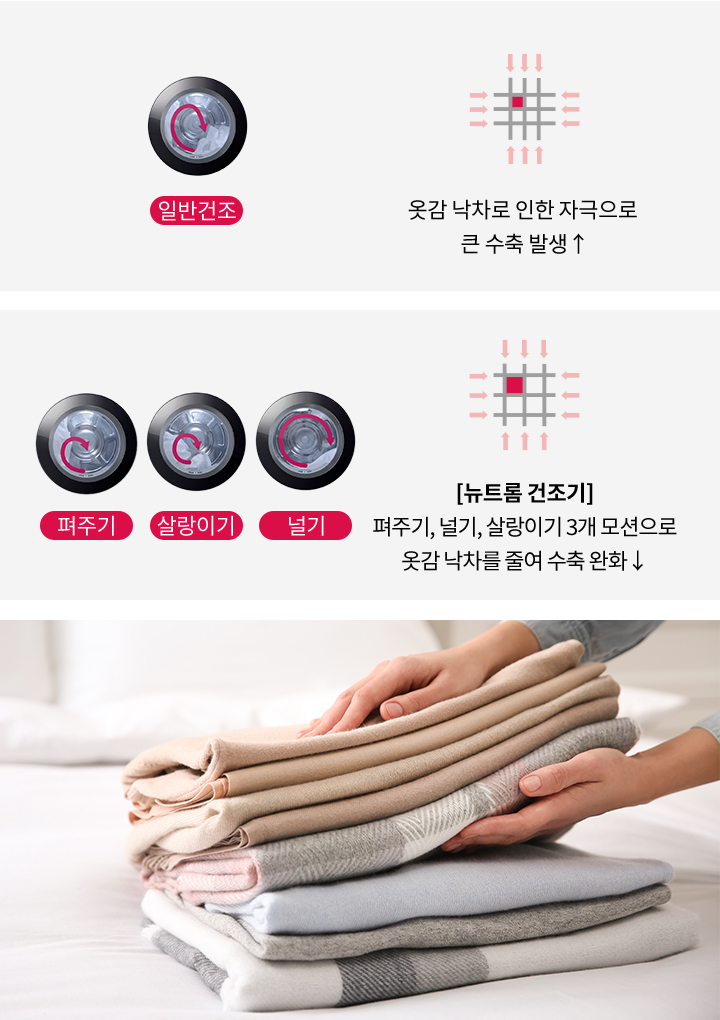 일반건조
옷감 낙차로 인한 자극으로
큰 수축 발생↑
펴주기
살랑이기
널기
[뉴트롬 건조기]
펴주기, 널기, 살랑이기 3개 모션으로
옷감 낙차를 줄여 수축 완화↓